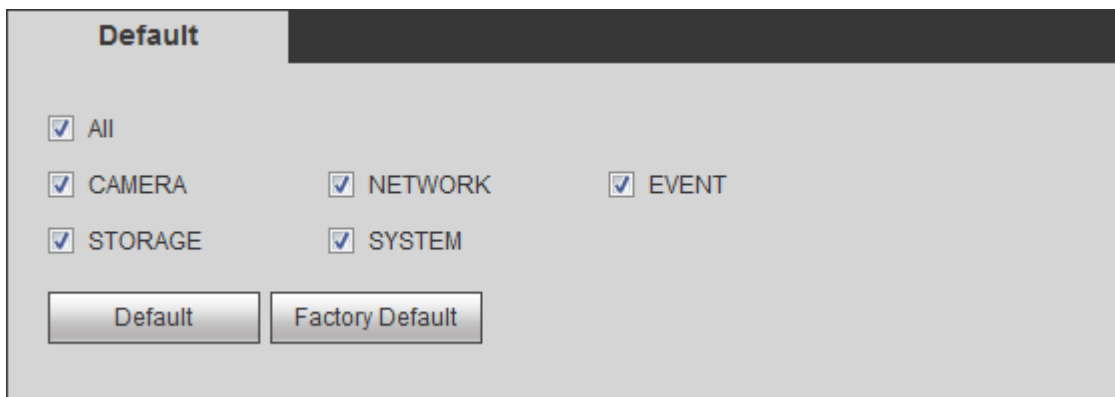 Default
All
CAMERA NETWORK EVENT
STORAGE SYSTEM
Default Factory Default